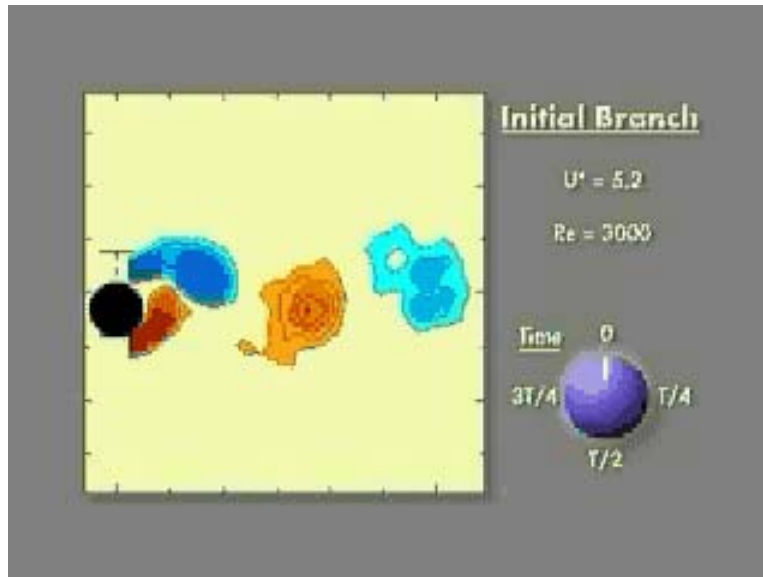 Initial Branch
U* = 5.2
Re = 3000
Time
0
3T/4
T/4
T/2